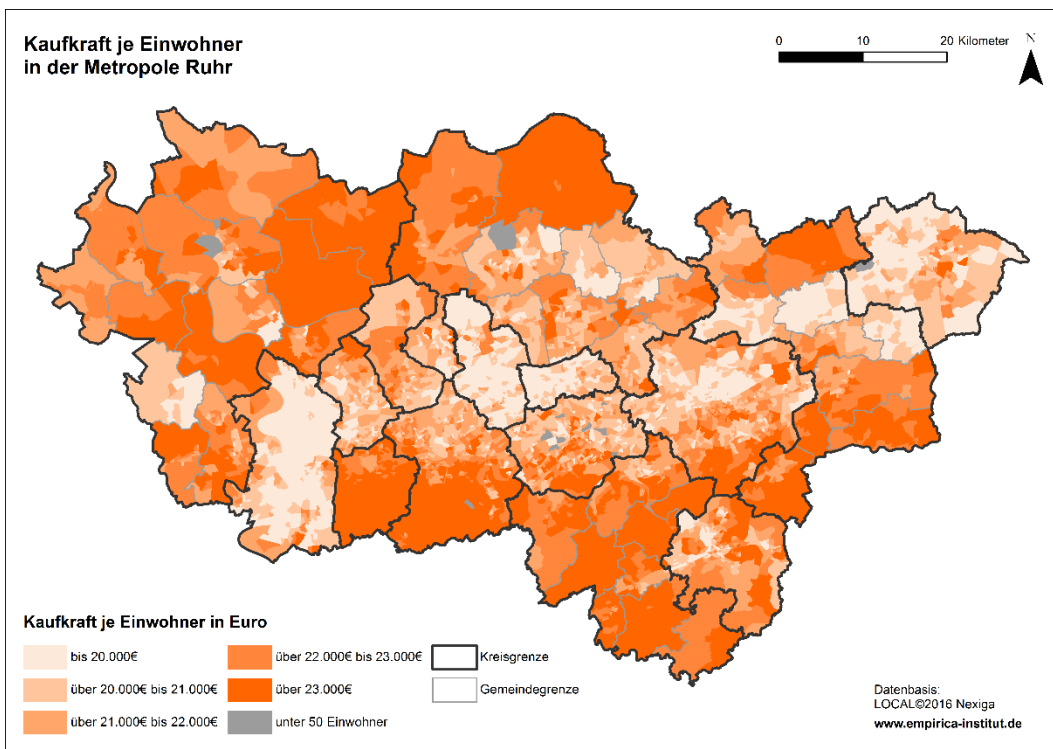 Kaufkraft je Einwohner
in der Metropole Ruhr
0 10 20 Kilometer
N
Kaufkraft je Einwohner in Euro
bis 20.000€
über 20.000€ bis 21.000€
über 21.000€ bis 22.000€
über 22.000€ bis 23.000€
über 23.000€
unter 50 Einwohner
Kreisgrenze
Gemeindegrenze
Datenbasis:
LOCAL©2016 Nexiga
www.empirica-institut.de